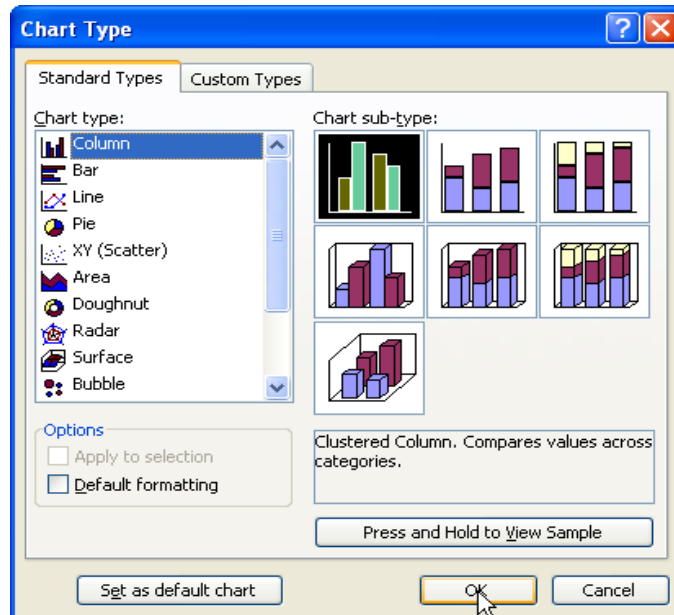 Chart Type
Standard Types
Custom Types
Chart type:
Column
Bar
Line
Pie
XY (Scatter)
Area
Doughnut
Radar
Surface
Bubble
Chart sub-type:
Options
Apply to selection
Default formatting
Clustered Column. Compares values across
categories.
Press and Hold to View Sample
Set as default chart
OK
Cancel